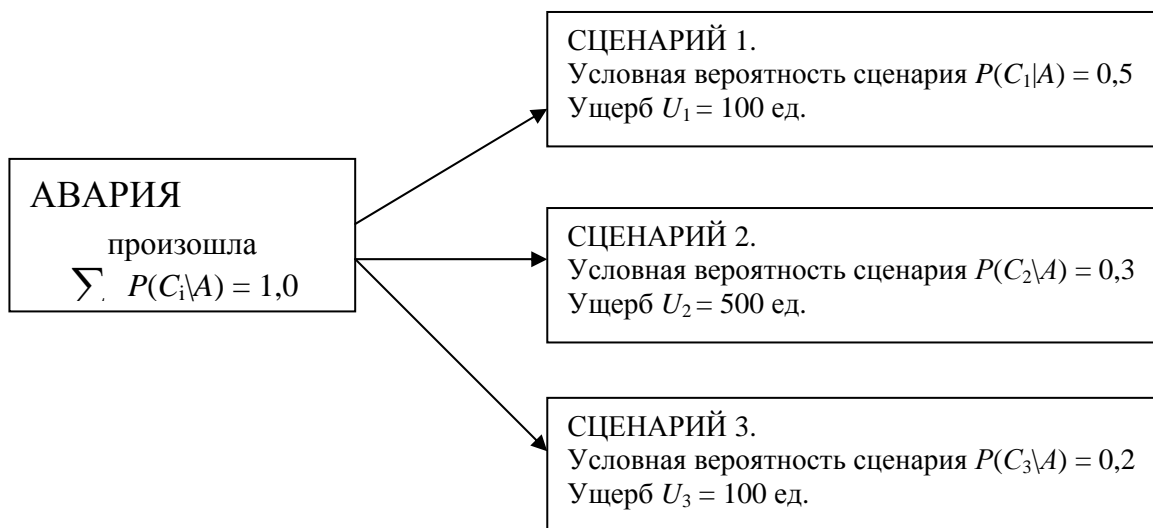 АВАРИЯ
произошла
∑ P(Ci\A) = 1,0
СЦЕНАРИЙ 1.
Условная вероятность сценария P(C1|A) = 0,5
Ущерб U1 = 100 ед.
СЦЕНАРИЙ 2.
Условная вероятность сценария P(C2\A) = 0,3
Ущерб U2 = 500 ед.
СЦЕНАРИЙ 3.
Условная вероятность сценария P(C3\A) = 0,2
Ущерб U3 = 100 ед.